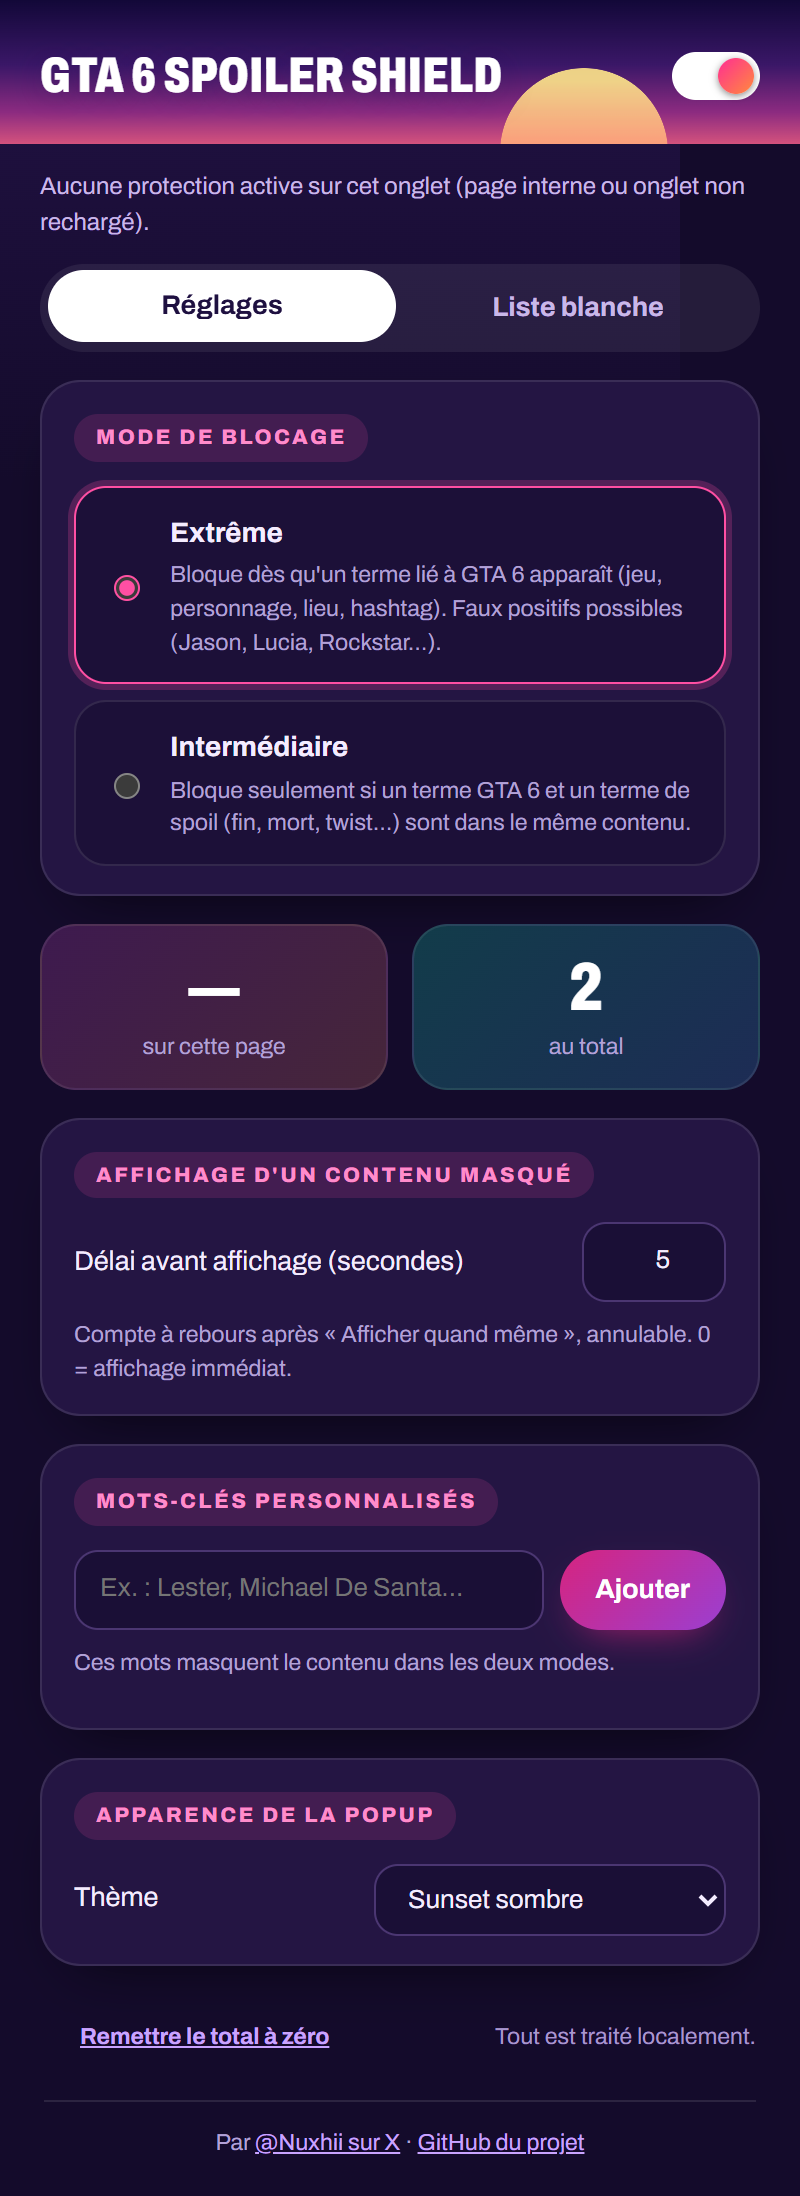 GTA 6 SPOILER SHIELD
Aucune protection active sur cet onglet (page interne ou onglet non
rechargé).
Réglages
Liste blanche
MODE DE BLOCAGE
Extrême
Bloque dès qu'un terme lié à GTA 6 apparaît (jeu,
personnage, lieu, hashtag). Faux positifs possibles
(Jason, Lucia, Rockstar...).
Intermédiaire
Bloque seulement si un terme GTA 6 et un terme de
spoil (fin, mort, twist...) sont dans le même contenu.
—
sur cette page
2
au total
AFFICHAGE D'UN CONTENU MASQUÉ
Délai avant affichage (secondes)
5
Compte à rebours après « Afficher quand même », annulable. 0
= affichage immédiat.
MOTS-CLÉS PERSONNALISÉS
Ex. : Lester, Michael De Santa...
Ajouter
Ces mots masquent le contenu dans les deux modes.
APPARENCE DE LA POPUP
Thème
Sunset sombre
Remettre le total à zéro
Tout est traité localement.
Par @Nuxhii sur X · GitHub du projet